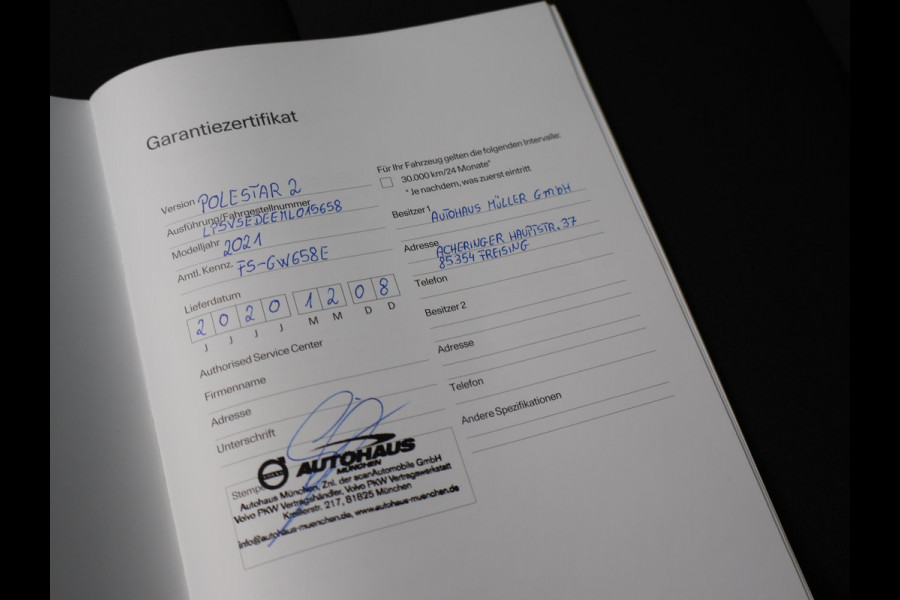 Garantiezertifikat
Version POLESTAR 2
Ausführung/Fahrgestellnummer
LPSVSEDEEML015658
Modelljahr 2021
Amtl. Kennz. FS-GW658E
Lieferdatum
2 0 2 0 1 2 0 8
J J J J M M D D
Authorised Service Center
Firmenname
Adresse
Unterschrift
Stemp
VOLVO
AUTOHAUS
MÜNCHEN
Autohaus München, Znl. der scanAutomobile GmbH
Volvo PKW Vertragshändler, Volvo PKW Vertragswerkstatt
Kreillerstr. 217, 81825 München
info@autohaus-muenchen.de, www.autohaus-muenchen.de
Für Ihr Fahrzeug gelten die folgenden Intervalle:
30.000 km/24 Monate*
* Je nachdem, was zuerst eintritt
Besitzer 1 AUTOHAUS MÜLLER GmbH
Adresse ACHERINGER HAUPTSTR. 37
85354 FREISING
Telefon
Besitzer 2
Adresse
Telefon
Andere Spezifikationen